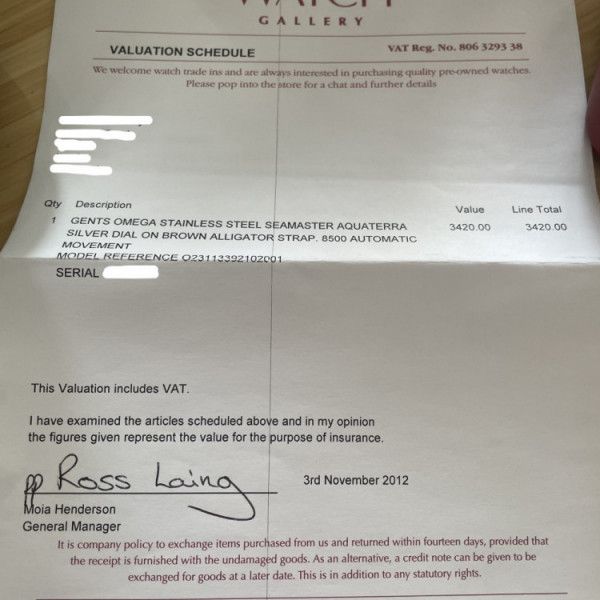 WATCH
GALLERY
VALUATION SCHEDULE
VAT Reg. No. 806 3293 38
We welcome watch trade ins and are always interested in purchasing quality pre-owned watches.
Please pop into the store for a chat and further details
Qty Description Value Line Total
1 GENTS OMEGA STAINLESS STEEL SEAMASTER AQUATERRA 3420.00 3420.00
SILVER DIAL ON BROWN ALLIGATOR STRAP. 8500 AUTOMATIC
MOVEMENT
MODEL REFERENCE O23113392102001
SERIAL
This Valuation includes VAT.
I have examined the articles scheduled above and in my opinion
the figures given represent the value for the purpose of insurance.
pp Ross Laing
3rd November 2012
Moia Henderson
General Manager
It is company policy to exchange items purchased from us and returned within fourteen days, provided that
the receipt is furnished with the undamaged goods. As an alternative, a credit note can be given to be
exchanged for goods at a later date. This is in addition to any statutory rights.